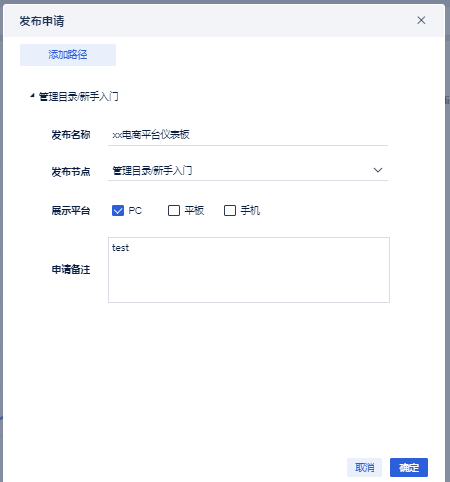 发布申请
添加路径
管理目录/新手入门
发布名称 xx电商平台仪表板
发布节点 管理目录/新手入门
展示平台 PC 平板 手机
申请备注 test
取消 确定